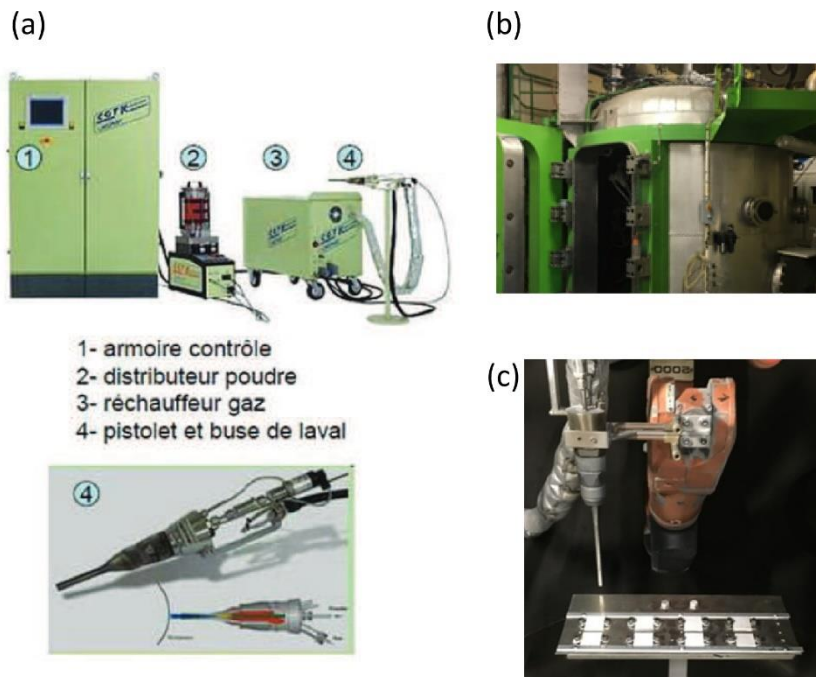 (a)
(b)
1
2
3
4
1- armoire contrôle
2- distributeur poudre
3- réchauffeur gaz
4- pistolet et buse de laval
(c)
0002
4